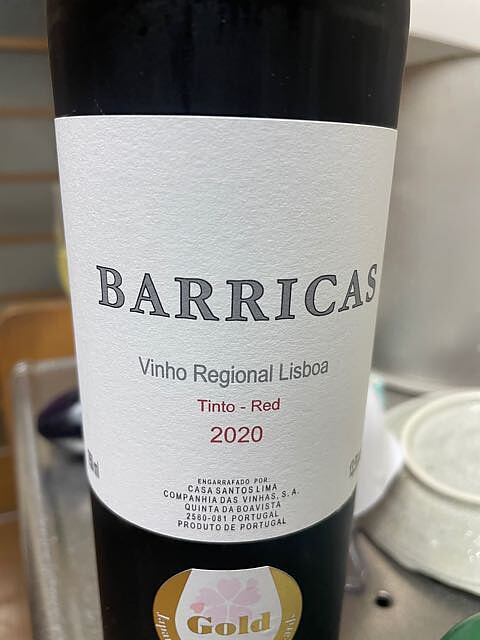 BARRICAS
Vinho Regional Lisboa
Tinto - Red
2020
ENGARRAFADO POR:
CASA SANTOS LIMA
COMPANHIA DAS VINHAS, S.A.
QUINTA DA BOAVISTA
2580-081 PORTUGAL
PRODUTO DE PORTUGAL
Gold